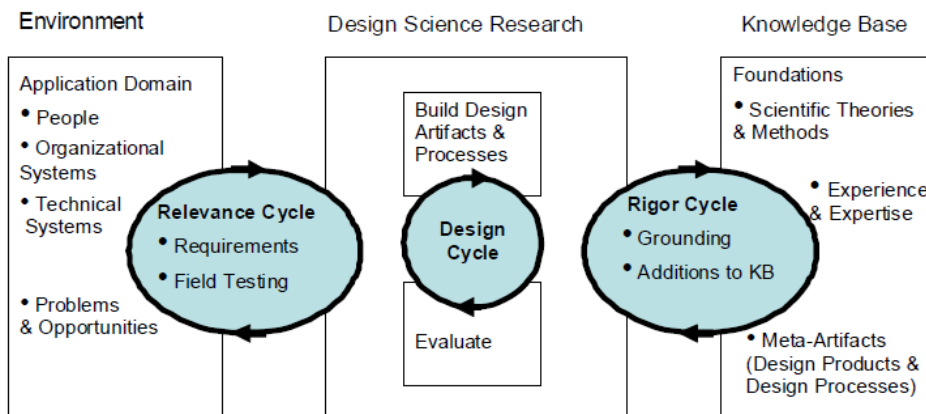 Environment
Design Science Research
Knowledge Base
Application Domain
• People
• Organizational
Systems
• Technical
Systems
• Problems
& Opportunities
Relevance Cycle
• Requirements
• Field Testing
Build Design
Artifacts &
Processes
Design
Cycle
Evaluate
Rigor Cycle
• Grounding
• Additions to KB
Foundations
• Scientific Theories
& Methods
• Experience
& Expertise
• Meta-Artifacts
(Design Products &
Design Processes)